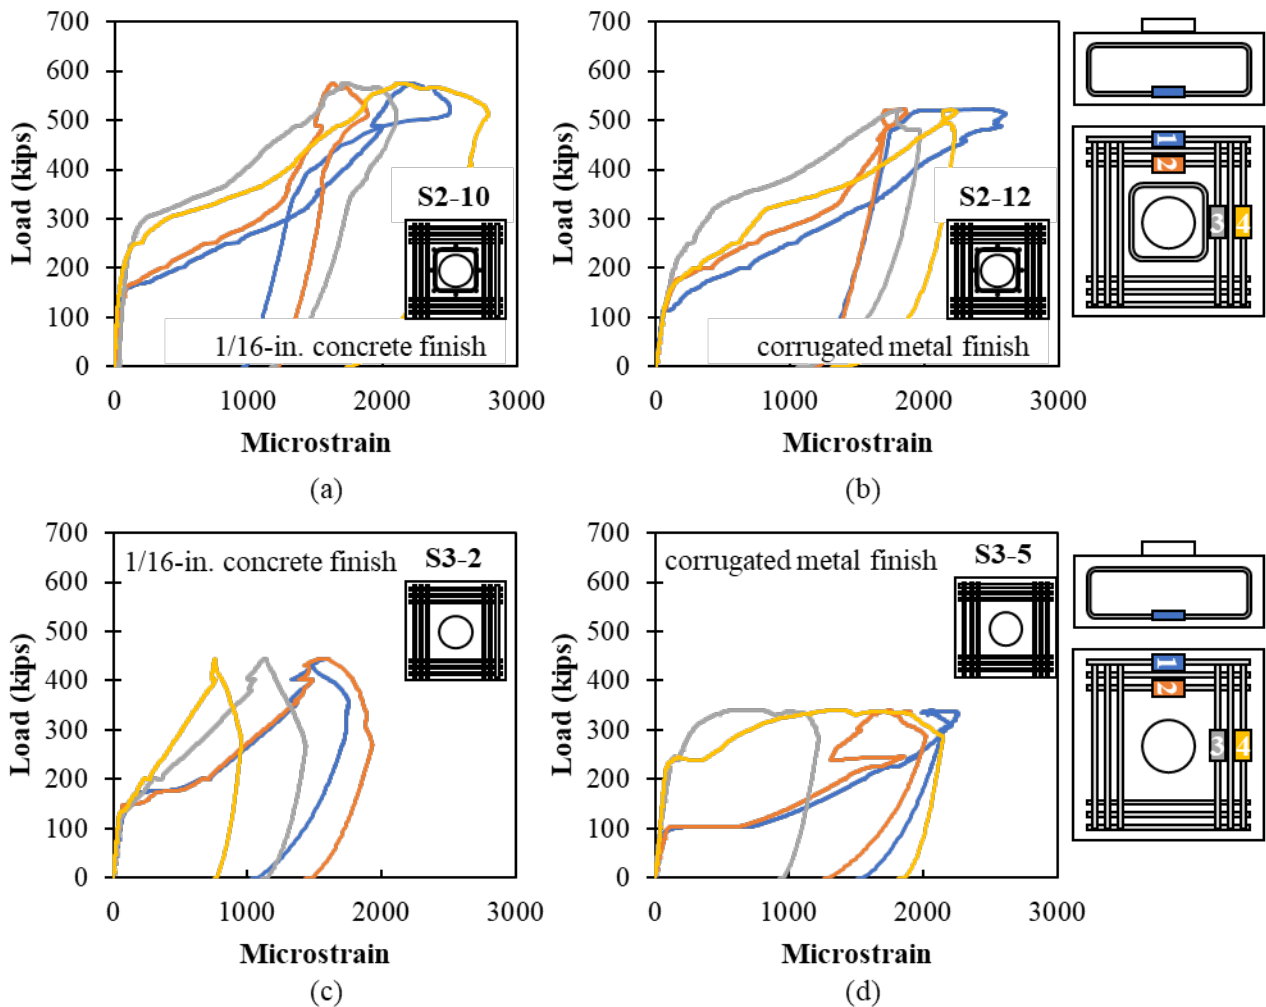 700
600
500
400
300
200
100
0
Load (kips)
S2-10
1/16-in. concrete finish
0
1000
2000
3000
Microstrain
(a)
700
600
500
400
300
200
100
0
Load (kips)
S2-12
corrugated metal finish
0
1000
2000
3000
Microstrain
(b)
1
2
3
4
700
600
500
400
300
200
100
0
Load (kips)
1/16-in. concrete finish
S3-2
0
1000
2000
3000
Microstrain
(c)
700
600
500
400
300
200
100
0
Load (kips)
corrugated metal finish
S3-5
0
1000
2000
3000
Microstrain
(d)
1
2
3
4